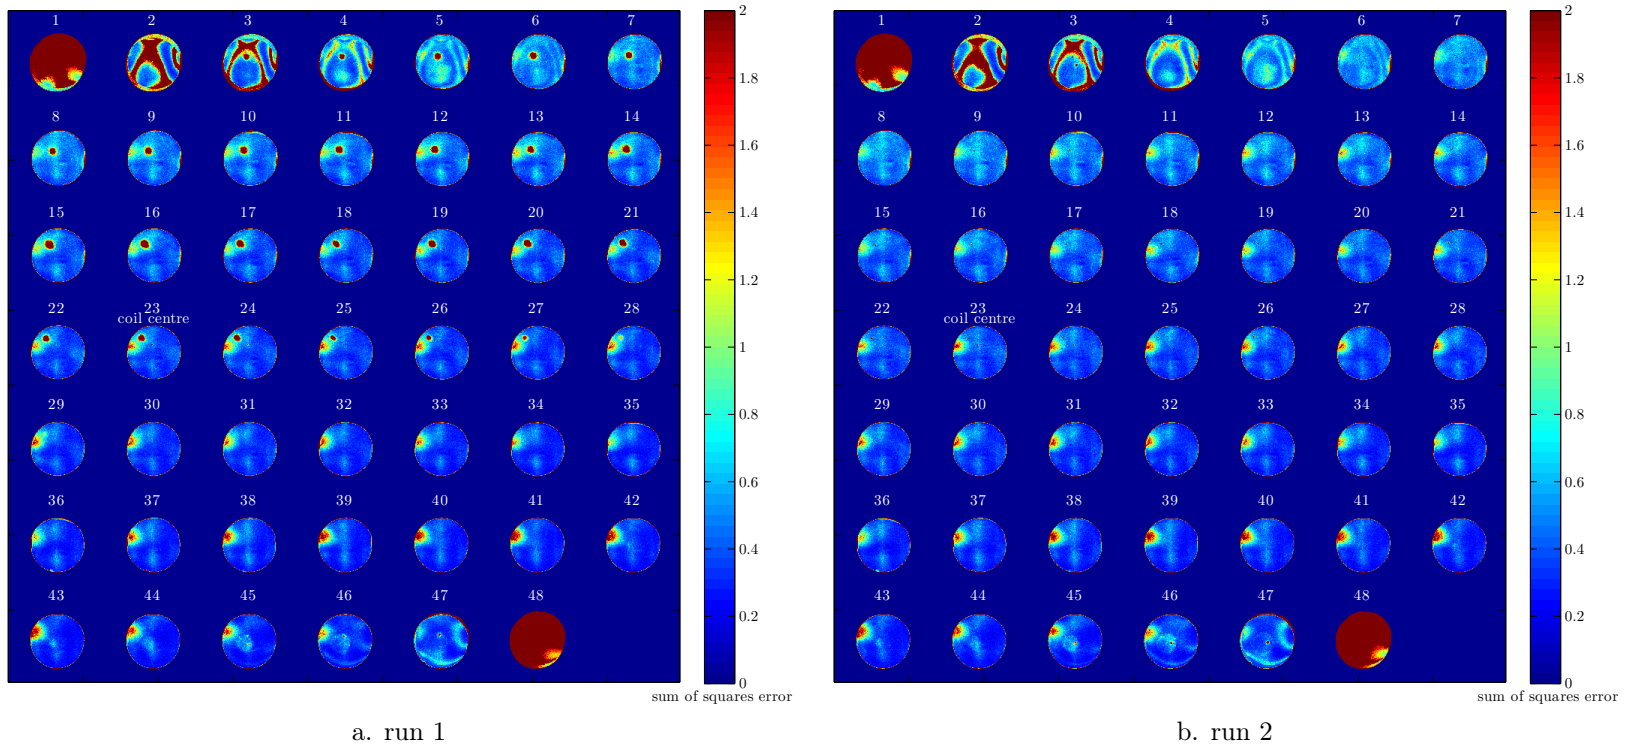 1 2 3 4 5 6 7
8 9 10 11 12 13 14
15 16 17 18 19 20 21
22 23 24 25 26 27 28
coil centre
29 30 31 32 33 34 35
36 37 38 39 40 41 42
43 44 45 46 47 48
2
1.8
1.6
1.4
1.2
1
0.8
0.6
0.4
0.2
0
sum of squares error
a. run 1
1 2 3 4 5 6 7
8 9 10 11 12 13 14
15 16 17 18 19 20 21
22 23 24 25 26 27 28
coil centre
29 30 31 32 33 34 35
36 37 38 39 40 41 42
43 44 45 46 47 48
2
1.8
1.6
1.4
1.2
1
0.8
0.6
0.4
0.2
0
sum of squares error
b. run 2